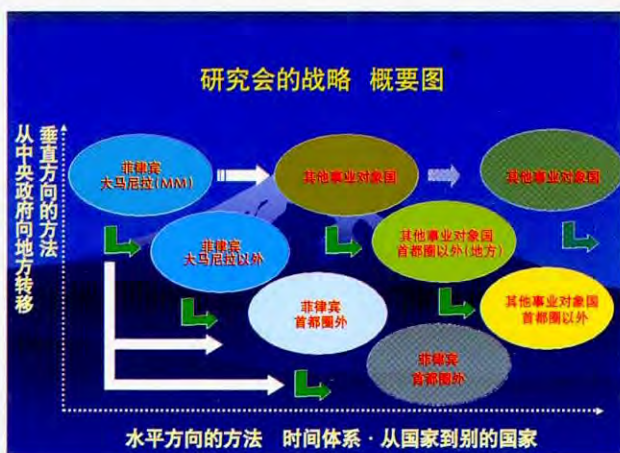 研究会的战略 概要图
从中央政府向地方转移
垂直方向的方法
菲律宾
大马尼拉(MM)
其他事业对象国
其他事业对象国
菲律宾
大马尼拉以外
其他事业对象国
首都圈以外(地方)
菲律宾
首都圈外
其他事业对象国
首都圈以外
菲律宾
首都圈外
水平方向的方法 时间体系·从国家到别的国家